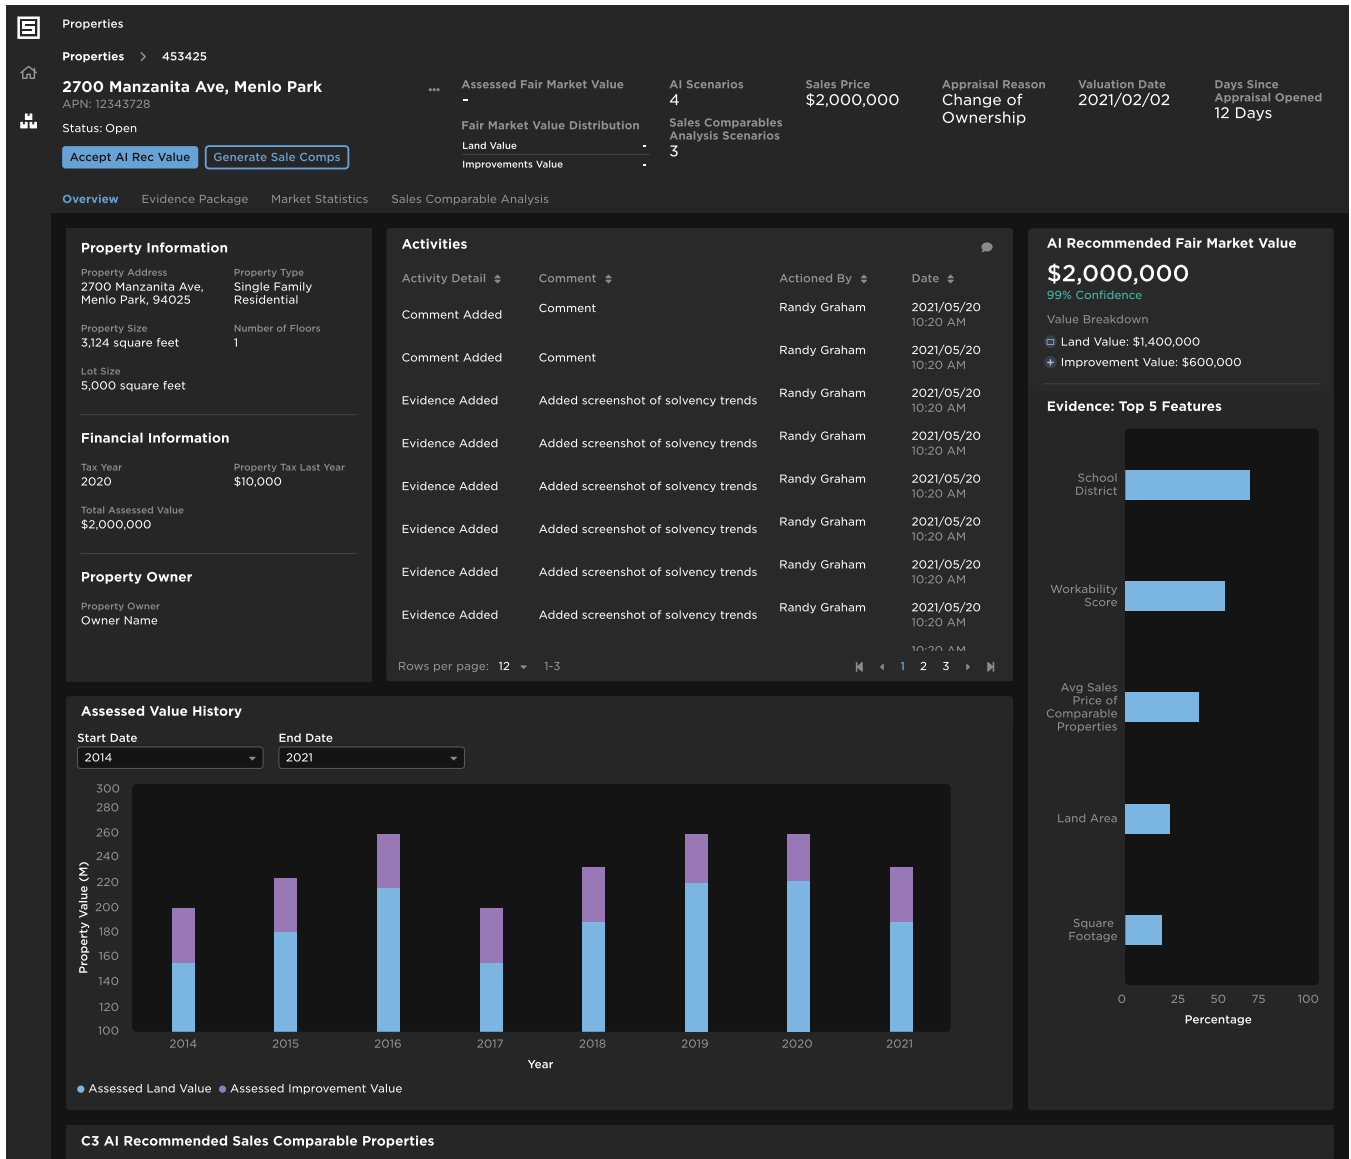 Properties
Properties > 453425
2700 Manzanita Ave, Menlo Park
APN: 12343728
Status: Open
Accept AI Rec Value
Generate Sale Comps
Assessed Fair Market Value
-
Fair Market Value Distribution
Land Value -
Improvements Value -
AI Scenarios
4
Sales Comparables
Analysis Scenarios
3
Sales Price
$2,000,000
Appraisal Reason
Change of
Ownership
Valuation Date
2021/02/02
Days Since
Appraisal Opened
12 Days
Overview Evidence Package Market Statistics Sales Comparable Analysis
Property Information
Property Address
2700 Manzanita Ave,
Menlo Park, 94025
Property Type
Single Family
Residential
Property Size
3,124 square feet
Number of Floors
1
Lot Size
5,000 square feet
Financial Information
Tax Year
2020
Property Tax Last Year
$10,000
Total Assessed Value
$2,000,000
Property Owner
Property Owner
Owner Name
Activities
Activity Detail Comment Actioned By Date
Comment Added Comment Randy Graham 2021/05/20
10:20 AM
Comment Added Comment Randy Graham 2021/05/20
10:20 AM
Evidence Added Added screenshot of solvency trends Randy Graham 2021/05/20
10:20 AM
Evidence Added Added screenshot of solvency trends Randy Graham 2021/05/20
10:20 AM
Evidence Added Added screenshot of solvency trends Randy Graham 2021/05/20
10:20 AM
Evidence Added Added screenshot of solvency trends Randy Graham 2021/05/20
10:20 AM
Evidence Added Added screenshot of solvency trends Randy Graham 2021/05/20
10:20 AM
Evidence Added Added screenshot of solvency trends Randy Graham 2021/05/20
10:20 AM
10:20 AM
Rows per page: 12 1-3 1 2 3
AI Recommended Fair Market Value
$2,000,000
99% Confidence
Value Breakdown
Land Value: $1,400,000
Improvement Value: $600,000
Evidence: Top 5 Features
School
District
Workability
Score
Avg Sales
Price of
Comparable
Properties
Land Area
Square
Footage
0 25 50 75 100
Percentage
Assessed Value History
Start Date
2014
End Date
2021
Property Value (M)
300
280
260
240
220
200
180
160
140
120
100
2014 2015 2016 2017 2018 2019 2020 2021
Year
Assessed Land Value Assessed Improvement Value
C3 AI Recommended Sales Comparable Properties